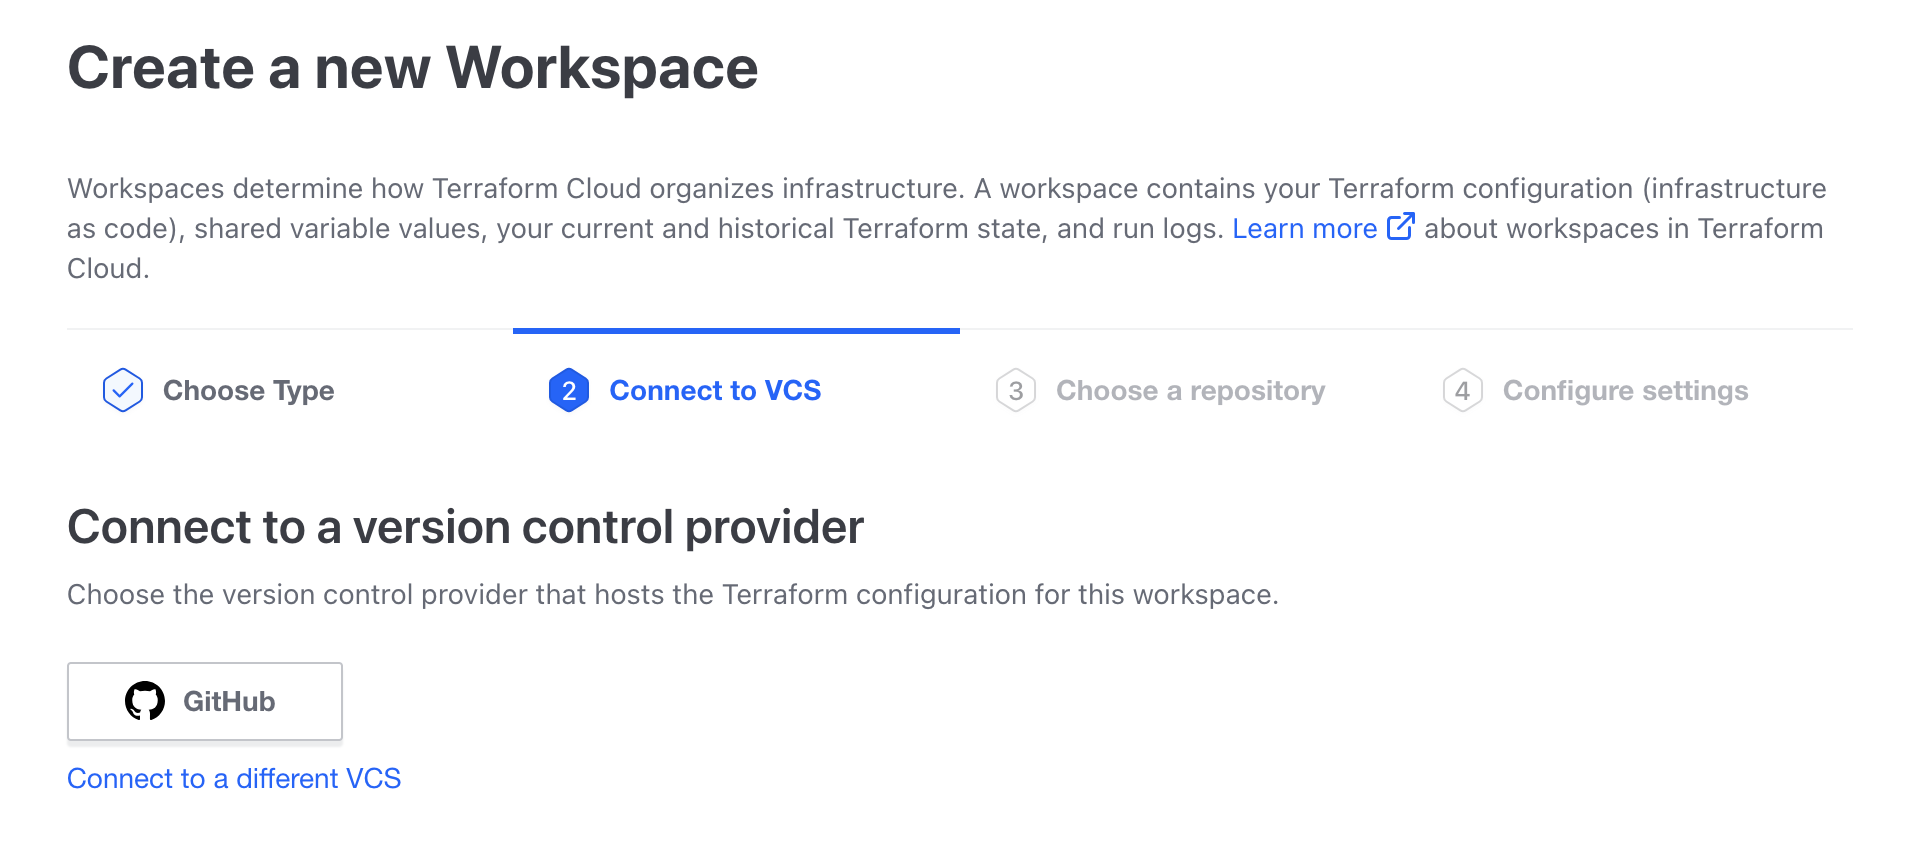 Create a new Workspace
Workspaces determine how Terraform Cloud organizes infrastructure. A workspace contains your Terraform configuration (infrastructure
as code), shared variable values, your current and historical Terraform state, and run logs. Learn more about workspaces in Terraform
Cloud.
Choose Type
2 Connect to VCS
3 Choose a repository
4 Configure settings
Connect to a version control provider
Choose the version control provider that hosts the Terraform configuration for this workspace.
GitHub
Connect to a different VCS